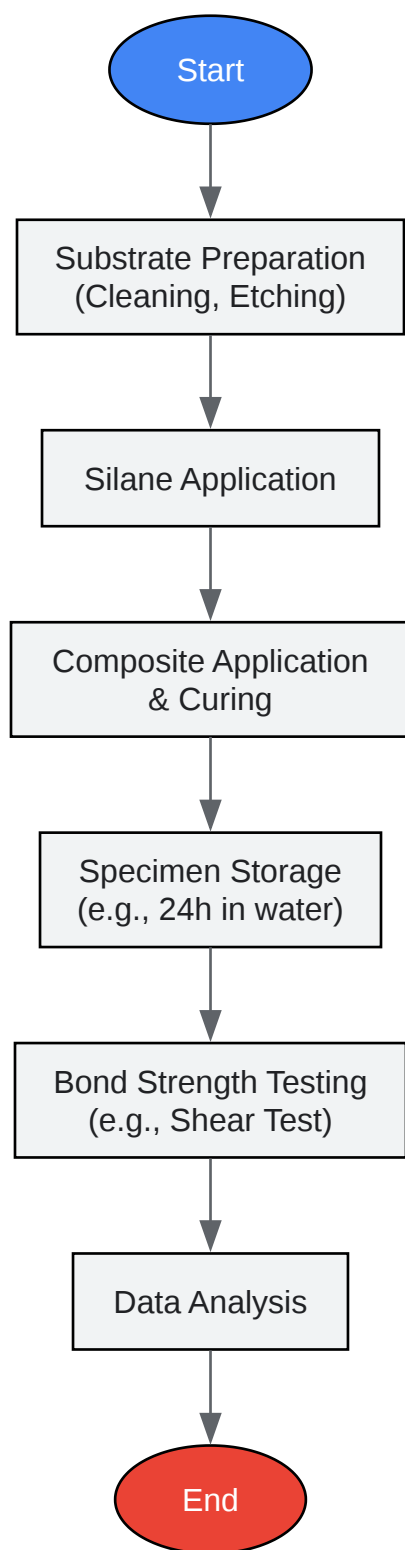 Start
Substrate Preparation
(Cleaning, Etching)
Silane Application
Composite Application
& Curing
Specimen Storage
(e.g., 24h in water)
Bond Strength Testing
(e.g., Shear Test)
Data Analysis
End